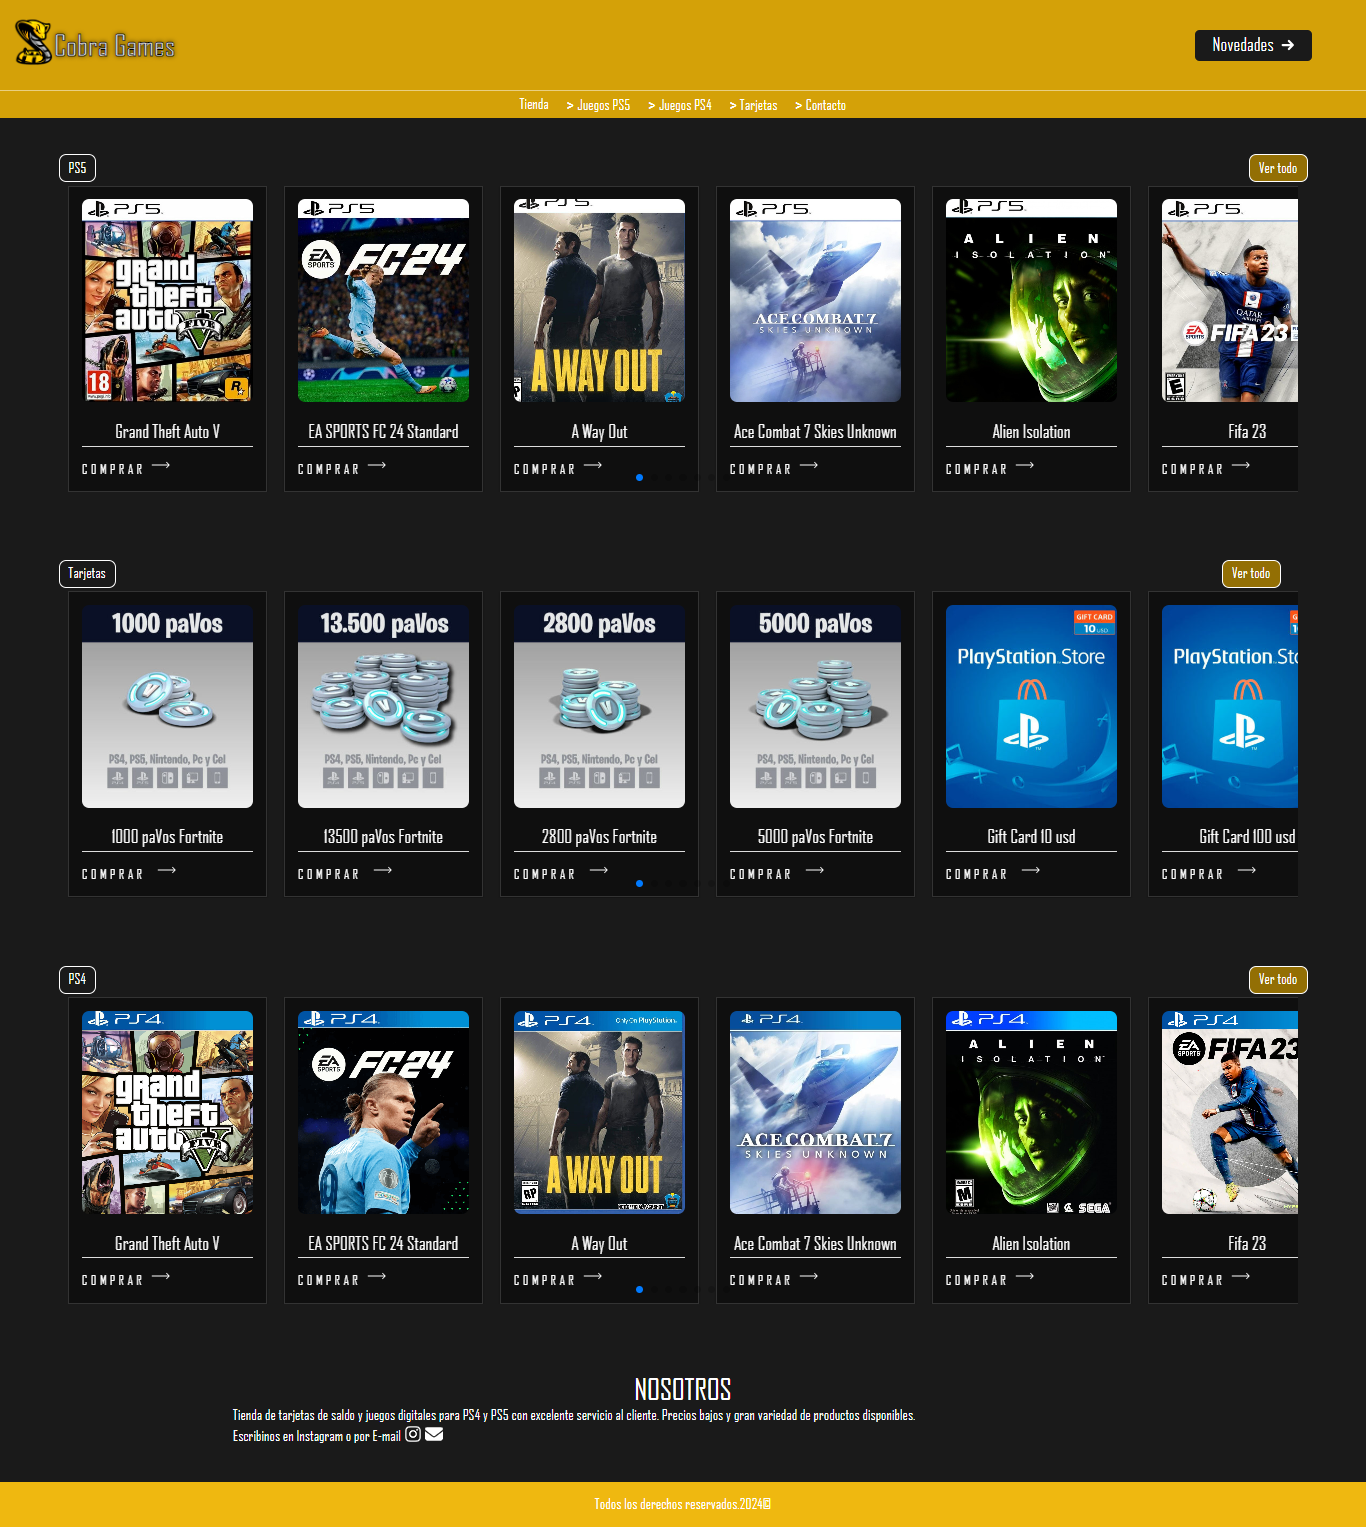 Cobra Games
Novedades
Tienda > Juegos PS5 > Juegos PS4 > Tarjetas > Contacto
PS5 Ver todo
PS5 PS5 PS5 PS5 PS5 PS5
grand theft auto V FIVE
18
R★
EA SPORTS FC24
A WAY OUT
ACE COMBAT 7
SKIES UNKNOWN
ALIEN
ISOLATION
QATAR AIRWAYS
EA SPORTS FIFA 23
E
Grand Theft Auto V EA SPORTS FC 24 Standard A Way Out Ace Combat 7 Skies Unknown Alien Isolation Fifa 23
COMPRAR COMPRAR COMPRAR COMPRAR COMPRAR COMPRAR
Tarjetas Ver todo
1000 paVos 13.500 paVos 2800 paVos 5000 paVos
GIFT CARD
10 USD
PlayStation Store PlayStation
PS4, PS5, Nintendo, Pc y Cel PS4, PS5, Nintendo, Pc y Cel PS4, PS5, Nintendo, Pc y Cel PS4, PS5, Nintendo, Pc y Cel
1000 paVos Fortnite 13500 paVos Fortnite 2800 paVos Fortnite 5000 paVos Fortnite Gift Card 10 usd Gift Card 100 usd
COMPRAR COMPRAR COMPRAR COMPRAR COMPRAR COMPRAR
PS4 Ver todo
PS4 PS4 PS4 Only On PlayStation PS4 PS4 PS4
grand theft auto V FIVE
EA SPORTS FC24
A WAY OUT
RP
ACE COMBAT 7
SKIES UNKNOWN
ALIEN
ISOLATION
M
SEGA
EA SPORTS FIFA 23
Grand Theft Auto V EA SPORTS FC 24 Standard A Way Out Ace Combat 7 Skies Unknown Alien Isolation Fifa 23
COMPRAR COMPRAR COMPRAR COMPRAR COMPRAR COMPRAR
NOSOTROS
Tienda de tarjetas de saldo y juegos digitales para PS4 y PS5 con excelente servicio al cliente. Precios bajos y gran variedad de productos disponibles.
Escribinos en Instagram o por E-mail
Todos los derechos reservados.2024©